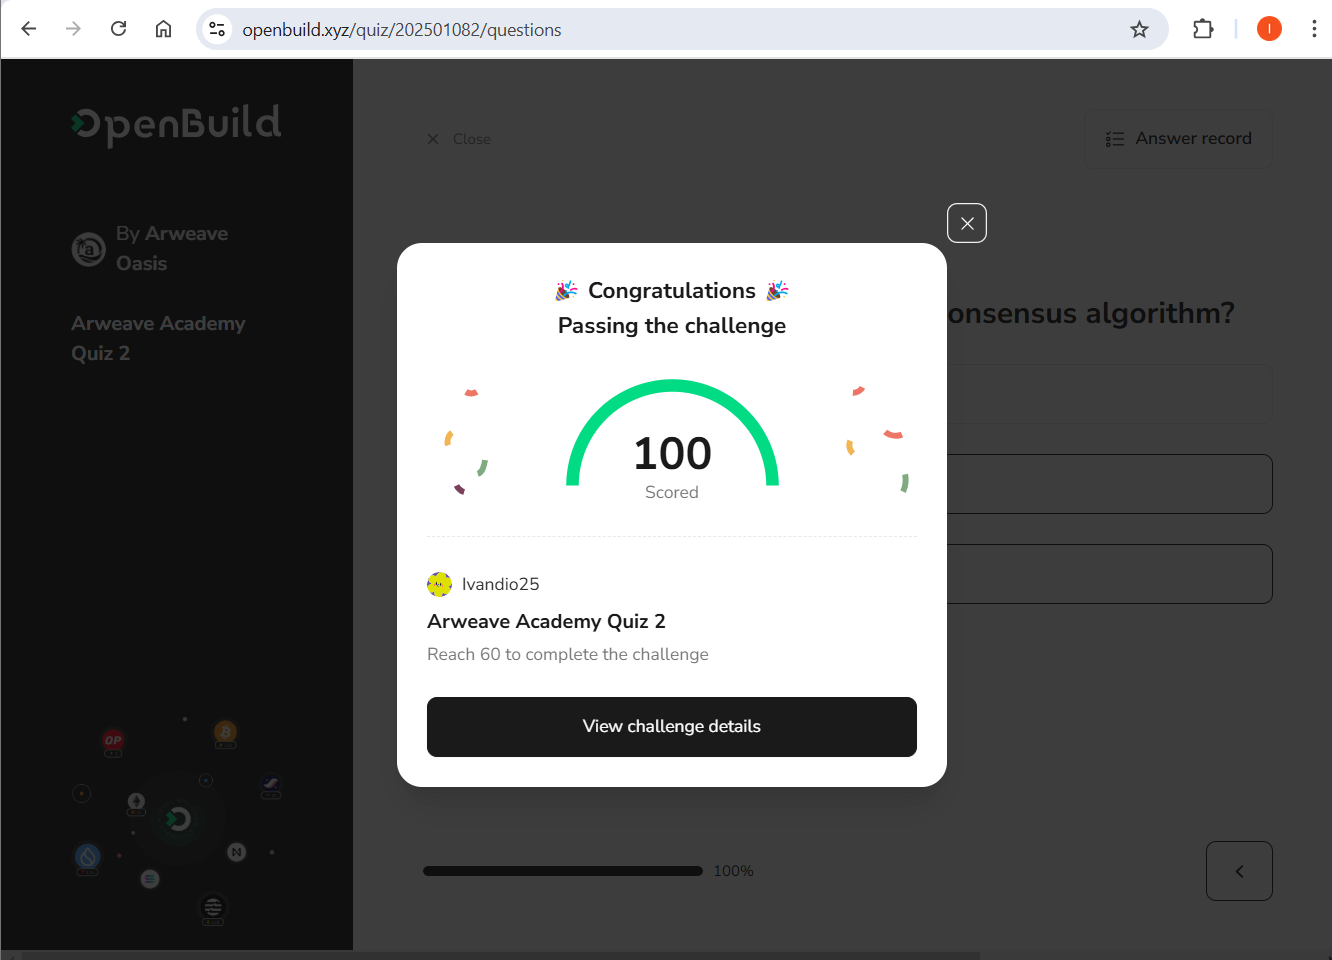 openbuild.xyz/quiz/202501082/questions
I
OpenBuild
By Arweave
Oasis
Arweave Academy
Quiz 2
Close
Answer record
onsensus algorithm?
Congratulations
Passing the challenge
100
Scored
Ivandio25
Arweave Academy Quiz 2
Reach 60 to complete the challenge
View challenge details
OP
100%